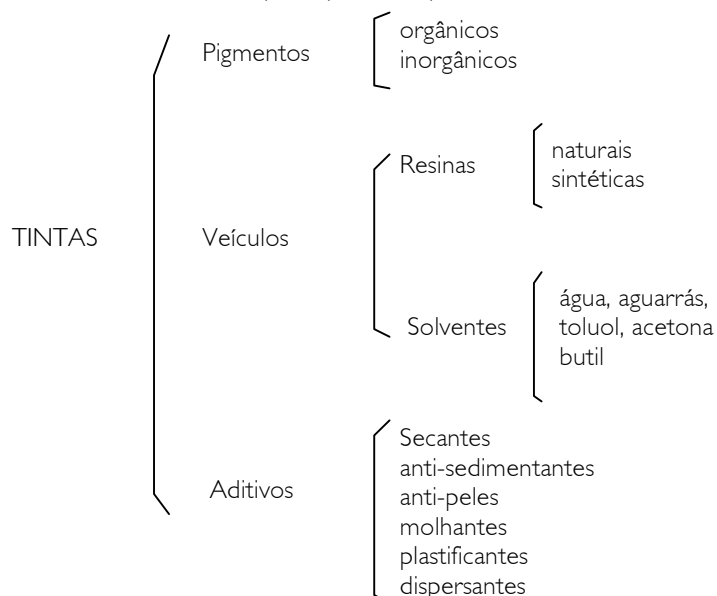 Pigmentos
orgânicos
inorgânicos
TINTAS
Veículos
Resinas
naturais
sintéticas
Solventes
água, aguarrás,
toluol, acetona
butil
Aditivos
Secantes
anti-sedimentantes
anti-peles
molhantes
plastificantes
dispersantes